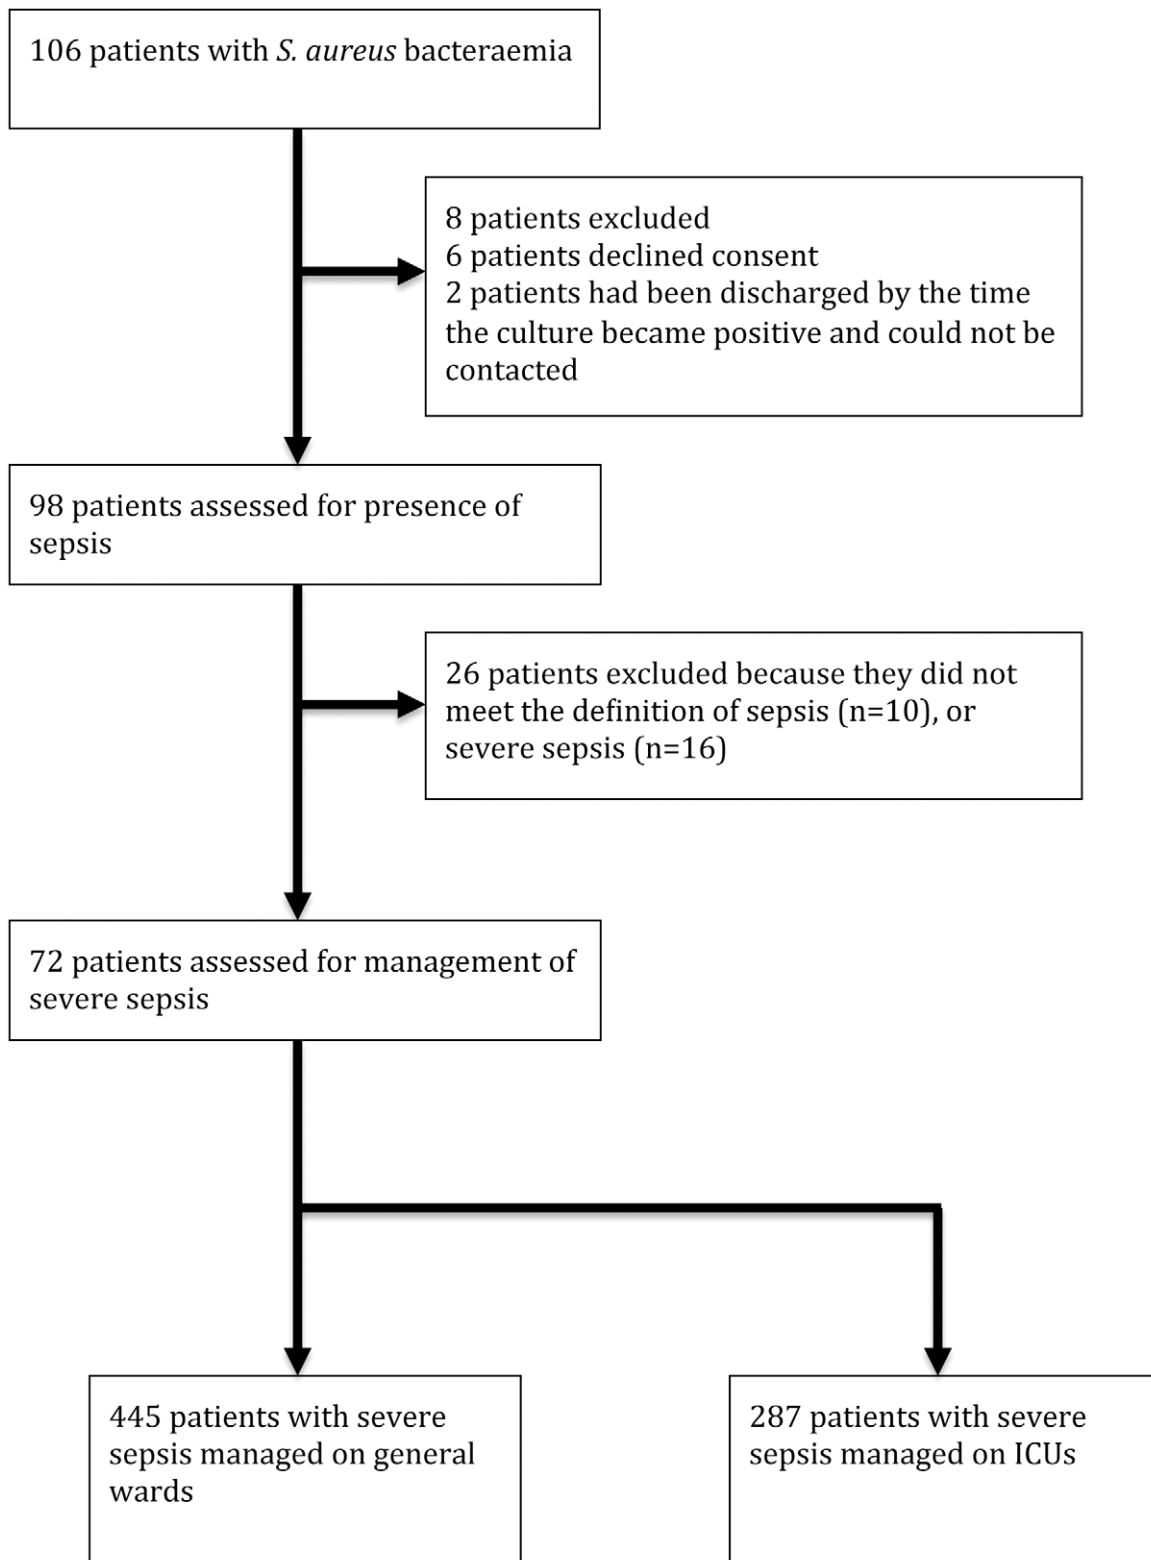 106 patients with S. aureus bacteraemia
8 patients excluded
6 patients declined consent
2 patients had been discharged by the time
the culture became positive and could not be
contacted
98 patients assessed for presence of
sepsis
26 patients excluded because they did not
meet the definition of sepsis (n=10), or
severe sepsis (n=16)
72 patients assessed for management of
severe sepsis
445 patients with severe
sepsis managed on general
wards
287 patients with severe
sepsis managed on ICUs